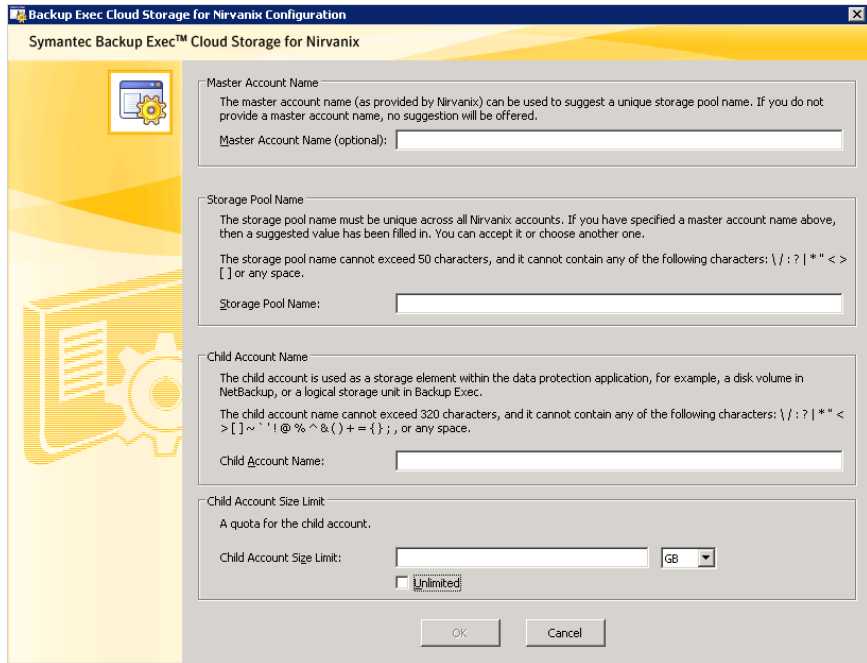 Backup Exec Cloud Storage for Nirvanix Configuration
Symantec Backup Exec™ Cloud Storage for Nirvanix
Master Account Name
The master account name (as provided by Nirvanix) can be used to suggest a unique storage pool name. If you do not
provide a master account name, no suggestion will be offered.
Master Account Name (optional):
Storage Pool Name
The storage pool name must be unique across all Nirvanix accounts. If you have specified a master account name above,
then a suggested value has been filled in. You can accept it or choose another one.
The storage pool name cannot exceed 50 characters, and it cannot contain any of the following characters: \ / : ? | * " < >
[ ] or any space.
Storage Pool Name:
Child Account Name
The child account is used as a storage element within the data protection application, for example, a disk volume in
NetBackup, or a logical storage unit in Backup Exec.
The child account name cannot exceed 320 characters, and it cannot contain any of the following characters: \ / : ? | * " <
> [ ] ~ ` ' ! @ % ^ & ( ) + = { } ; , or any space.
Child Account Name:
Child Account Size Limit
A quota for the child account.
Child Account Size Limit:
GB
Unlimited
OK
Cancel